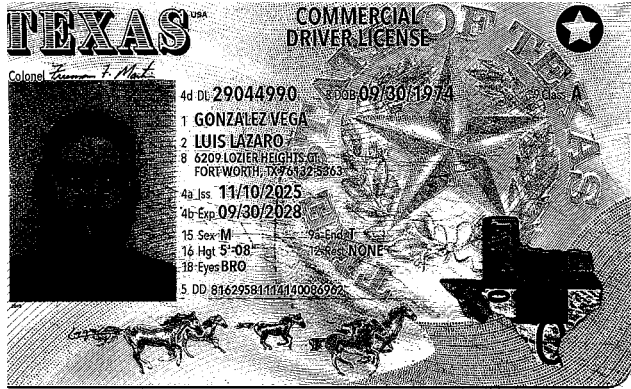 TEXAS USA
COMMERCIAL
DRIVER LICENSE
Colonel
4d DL 29044990 3 DOB 09/30/1974 9 Class A
1 GONZALEZ VEGA
2 LUIS LAZARO
8 6209 LOZIER HEIGHTS CT
FORT WORTH, TX 76132-5363
4a Iss 11/10/2025
4b Exp 09/30/2028
15 Sex M 9a End T
16 Hgt 5'-08" 12 Rest NONE
18 Eyes BRO
5 DD 81629581114140086962